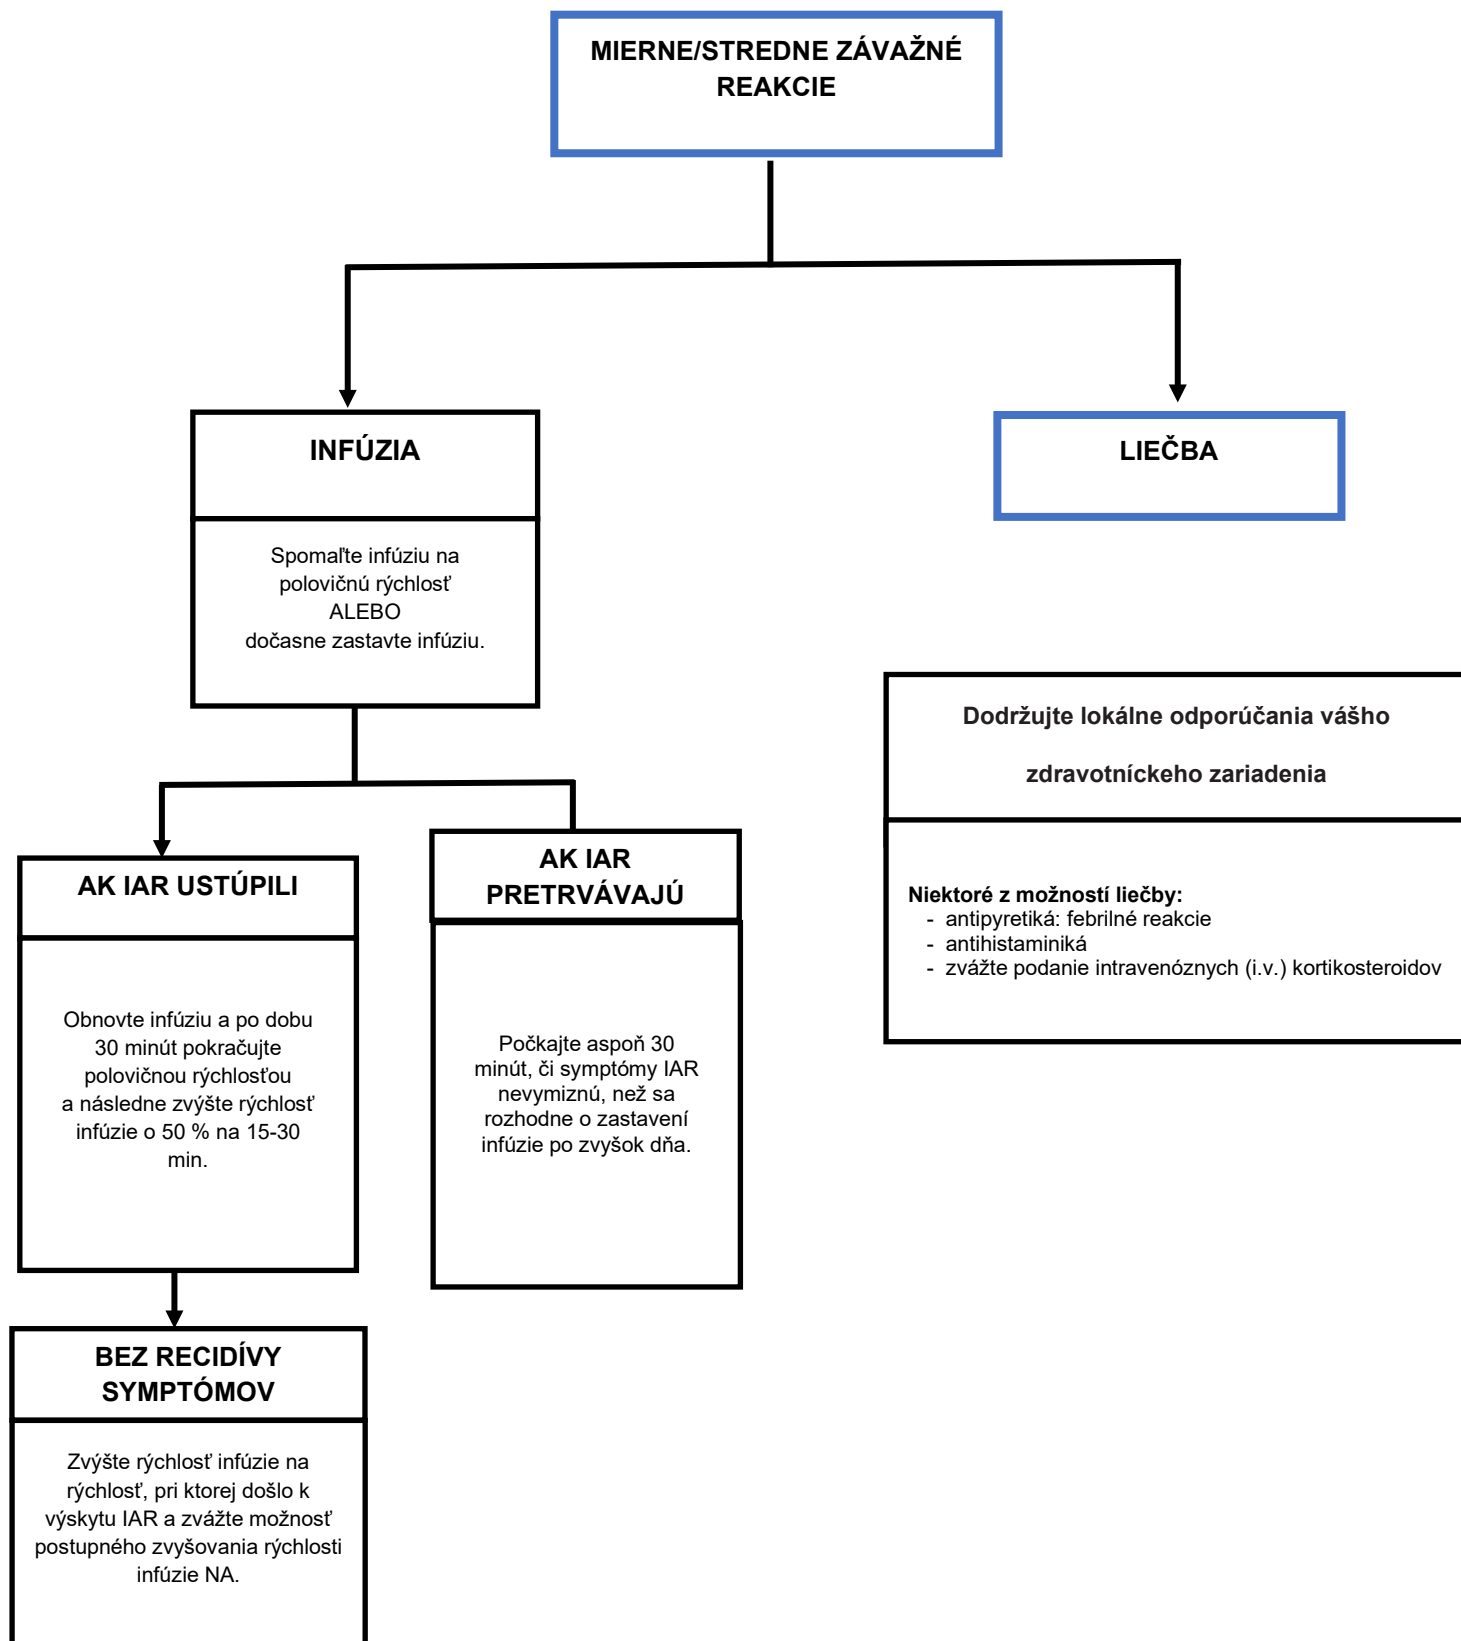 MIERNE/STREDNE ZÁVAŽNÉ
REAKCIE
INFÚZIA
Spomaľte infúziu na
polovičnú rýchlosť
ALEBO
dočasne zastavte infúziu.
LIEČBA
Dodržujte lokálne odporúčania vášho
zdravotníckeho zariadenia
Niektoré z možností liečby:
- antipyretiká: febrilné reakcie
- antihistaminiká
- zvážte podanie intravenóznych (i.v.) kortikosteroidov
AK IAR USTÚPILI
Obnovte infúziu a po dobu
30 minút pokračujte
polovičnou rýchlosťou
a následne zvýšte rýchlosť
infúzie o 50 % na 15-30
min.
AK IAR
PRETRVÁVAJÚ
Počkajte aspoň 30
minút, či symptómy IAR
nevymiznú, než sa
rozhodne o zastavení
infúzie po zvyšok dňa.
BEZ RECIDÍVY
SYMPTÓMOV
Zvýšte rýchlosť infúzie na
rýchlosť, pri ktorej došlo k
výskytu IAR a zvážte možnosť
postupného zvyšovania rýchlosti
infúzie NA.